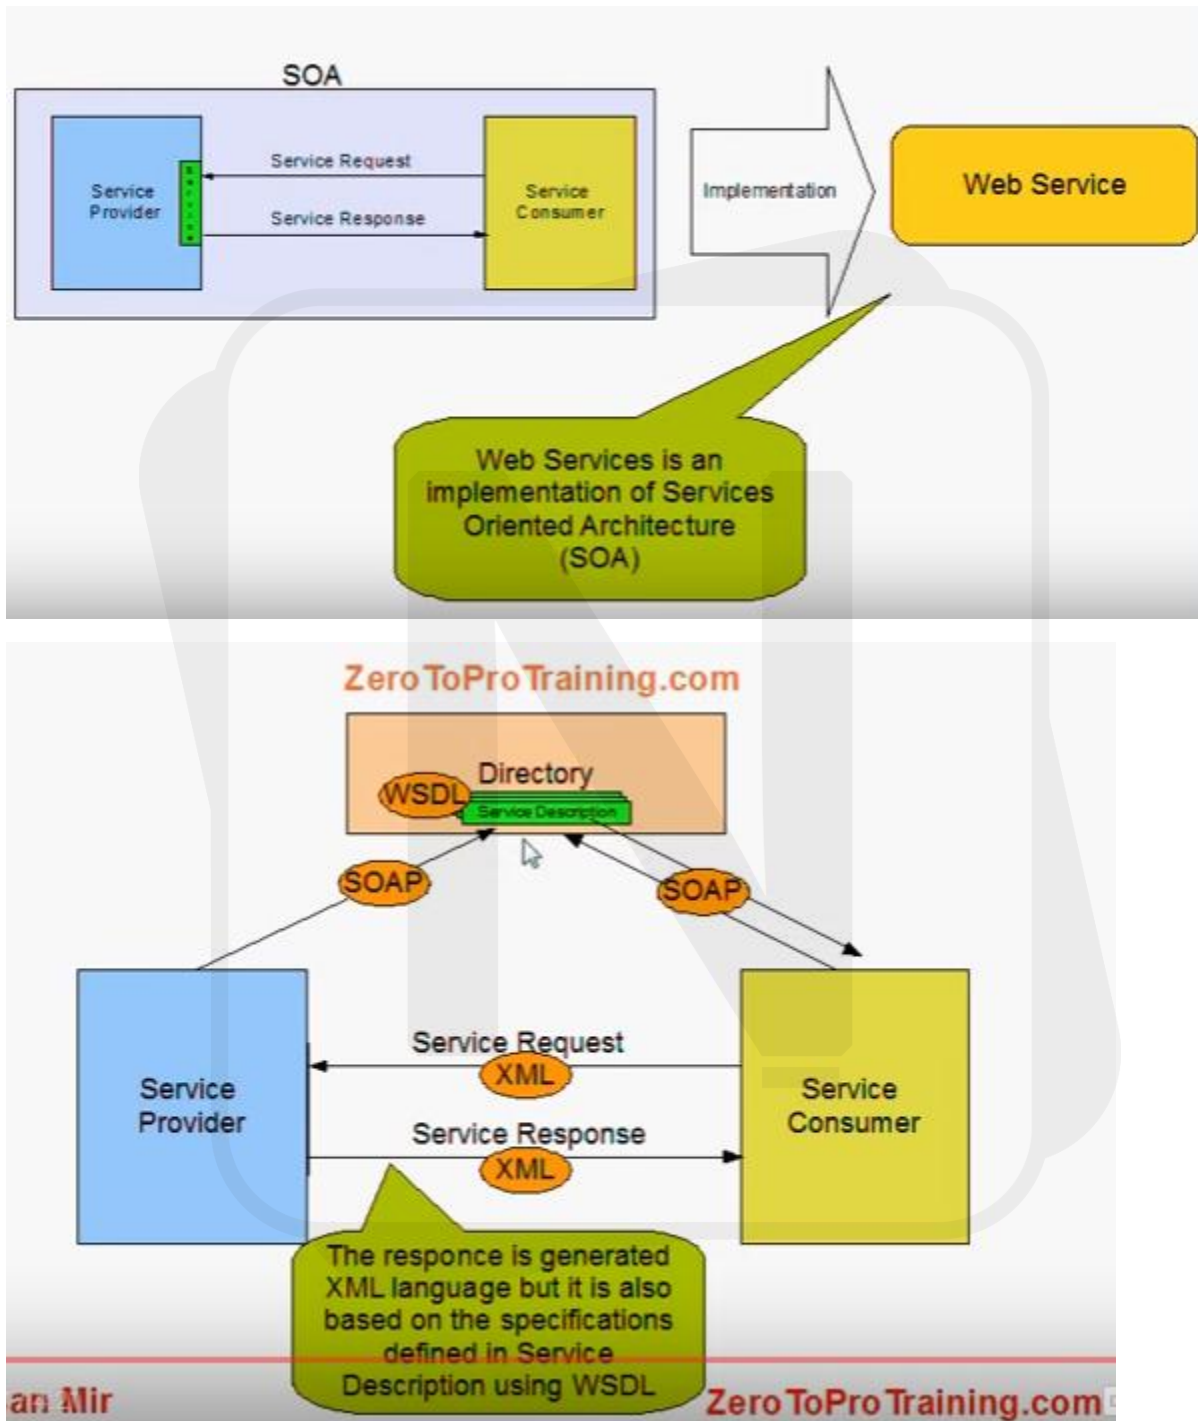 SOA
Service
Provider
Service
Service Request
Service Response
Service
Consumer
Implementation
Web Service
Web Services is an
implementation of Services
Oriented Architecture
(SOA)
ZeroToProTraining.com
Directory
WSDL
Service Description
SOAP
SOAP
Service
Provider
Service Request
XML
Service Response
XML
Service
Consumer
The responce is generated
XML language but it is also
based on the specifications
defined in Service
Description using WSDL
an Mir
ZeroToProTraining.com